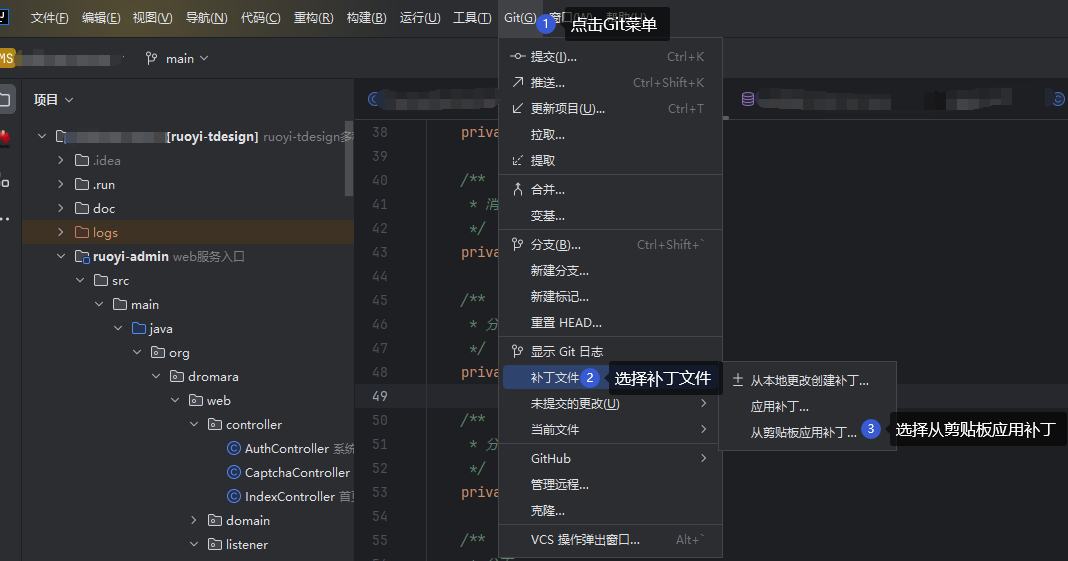 文件(F) 编辑(E) 视图(V) 导航(N) 代码(C) 重构(R) 构建(B) 运行(U) 工具(T) Git(G)
1 点击Git菜单
MS
main
项目
[ruoyi-tdesign] ruoyi-tdesign多
.idea
.run
doc
logs
ruoyi-admin web服务入口
src
main
java
org
dromara
web
controller
AuthController 系统
CaptchaController
IndexController 首页
domain
listener
38 priva
39
40 /**
41 * 消
42 */
43 priva
44
45 /**
46 * 分
47 */
48 priva
49
50 /**
51 * 分
52 */
53 priva
54
55 /**
提交(I)... Ctrl+K
推送... Ctrl+Shift+K
更新项目(U)... Ctrl+T
拉取...
提取
合并...
变基...
分支(B)... Ctrl+Shift+`
新建分支...
新建标记...
重置 HEAD...
显示 Git 日志
补丁文件 2 选择补丁文件
未提交的更改(U)
当前文件
GitHub
管理远程...
克隆...
VCS 操作弹出窗口... Alt+`
从本地更改创建补丁...
应用补丁...
从剪贴板应用补丁... 3 选择从剪贴板应用补丁